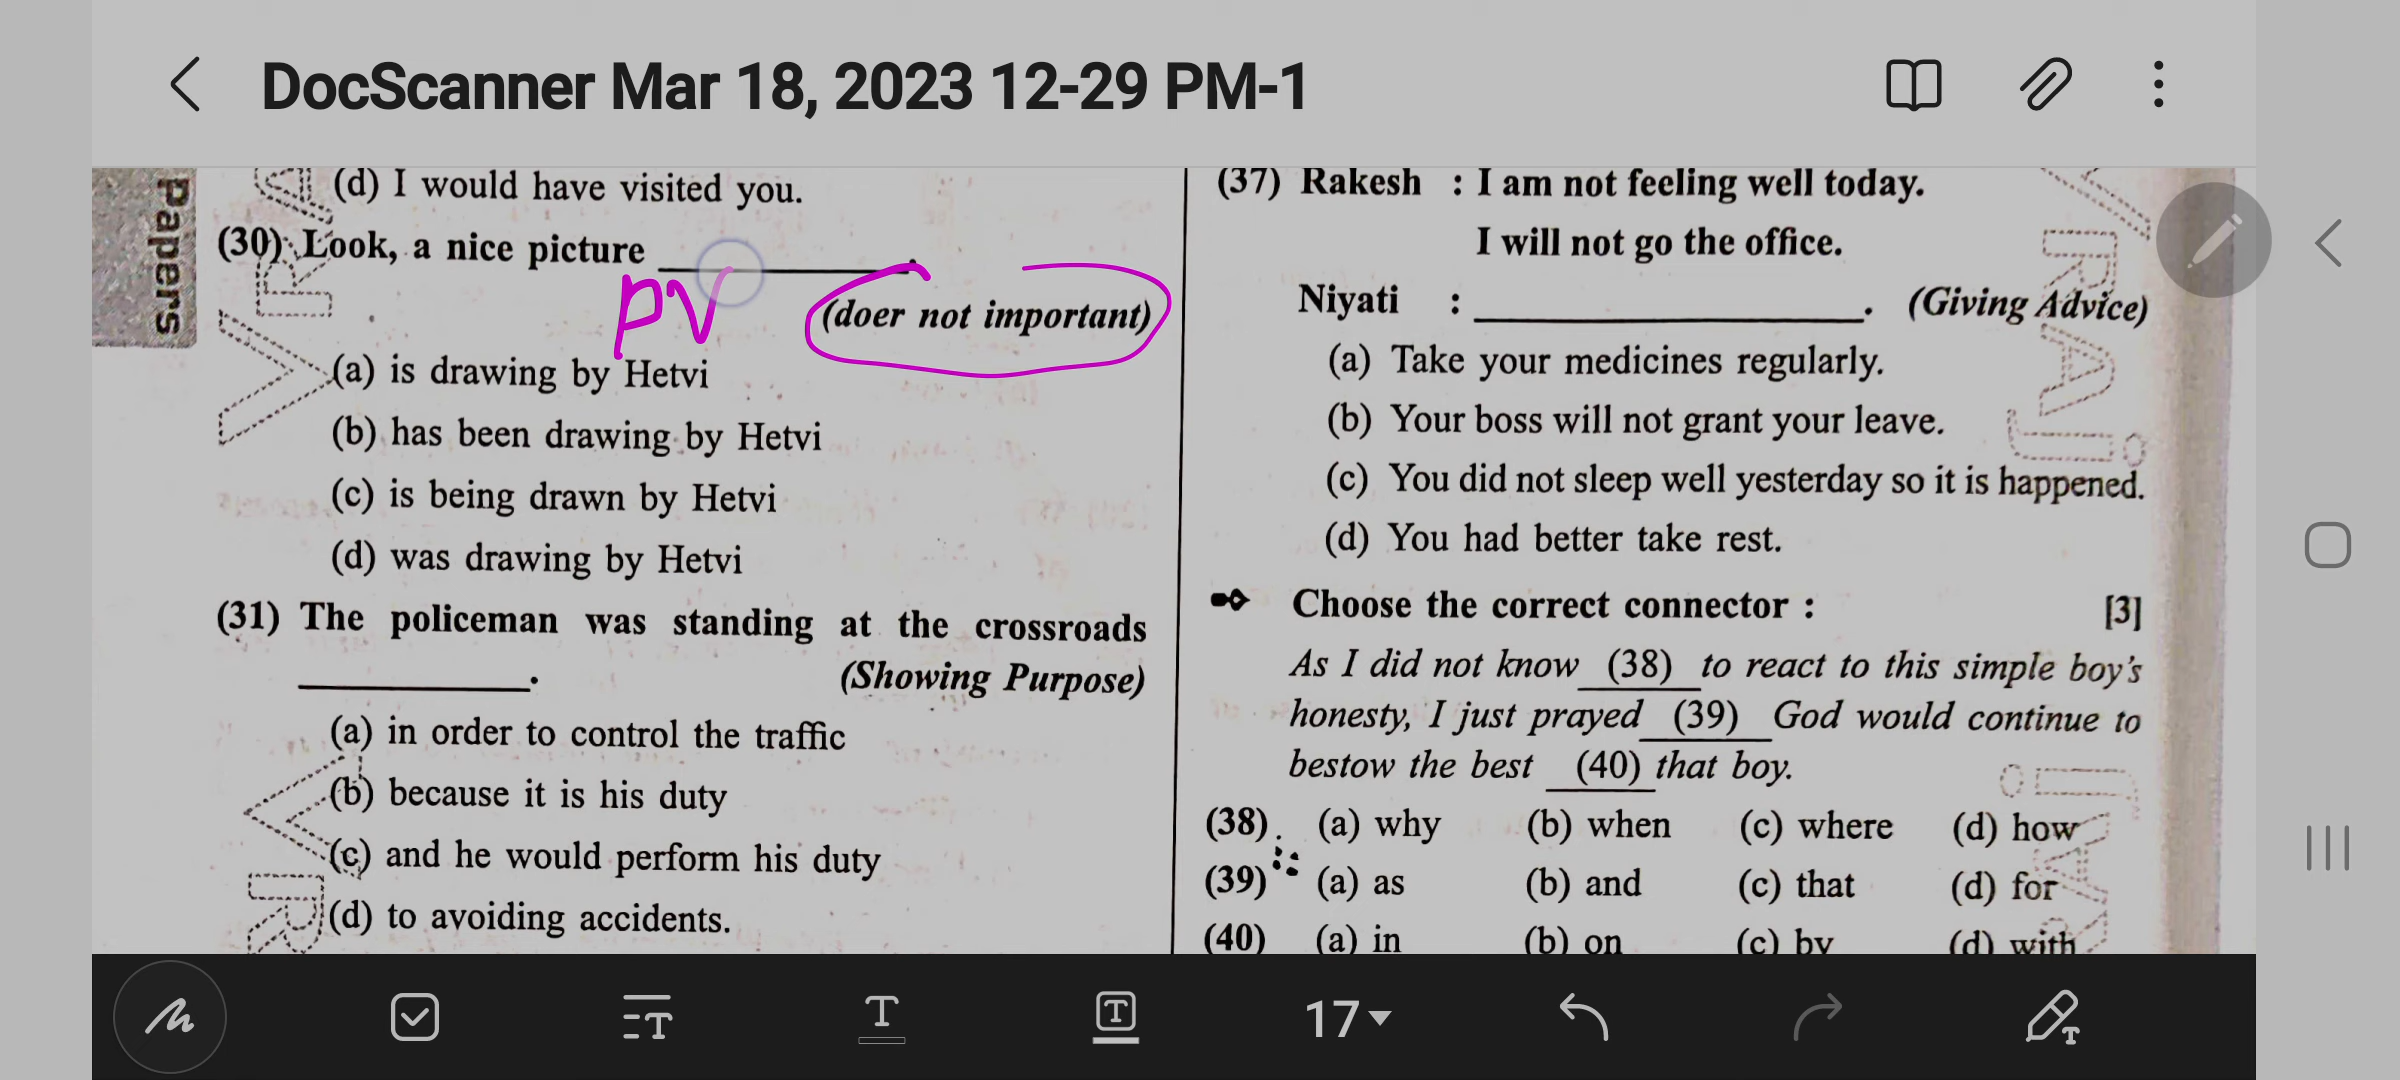 DocScanner Mar 18, 2023 12-29 PM-1
Papers
(d) I would have visited you.
(30) Look, a nice picture ____________.
PV
(doer not important)
(a) is drawing by Hetvi
(b) has been drawing by Hetvi
(c) is being drawn by Hetvi
(d) was drawing by Hetvi
(31) The policeman was standing at the crossroads
____________. (Showing Purpose)
(a) in order to control the traffic
(b) because it is his duty
(c) and he would perform his duty
(d) to avoiding accidents.
(37) Rakesh : I am not feeling well today.
I will not go the office.
Niyati : ____________. (Giving Advice)
(a) Take your medicines regularly.
(b) Your boss will not grant your leave.
(c) You did not sleep well yesterday so it is happened.
(d) You had better take rest.
Choose the correct connector : [3]
As I did not know (38) to react to this simple boy's
honesty, I just prayed (39) God would continue to
bestow the best (40) that boy.
(38) (a) why (b) when (c) where (d) how
(39) (a) as (b) and (c) that (d) for
(40) (a) in (b) on (c) by (d) with
17